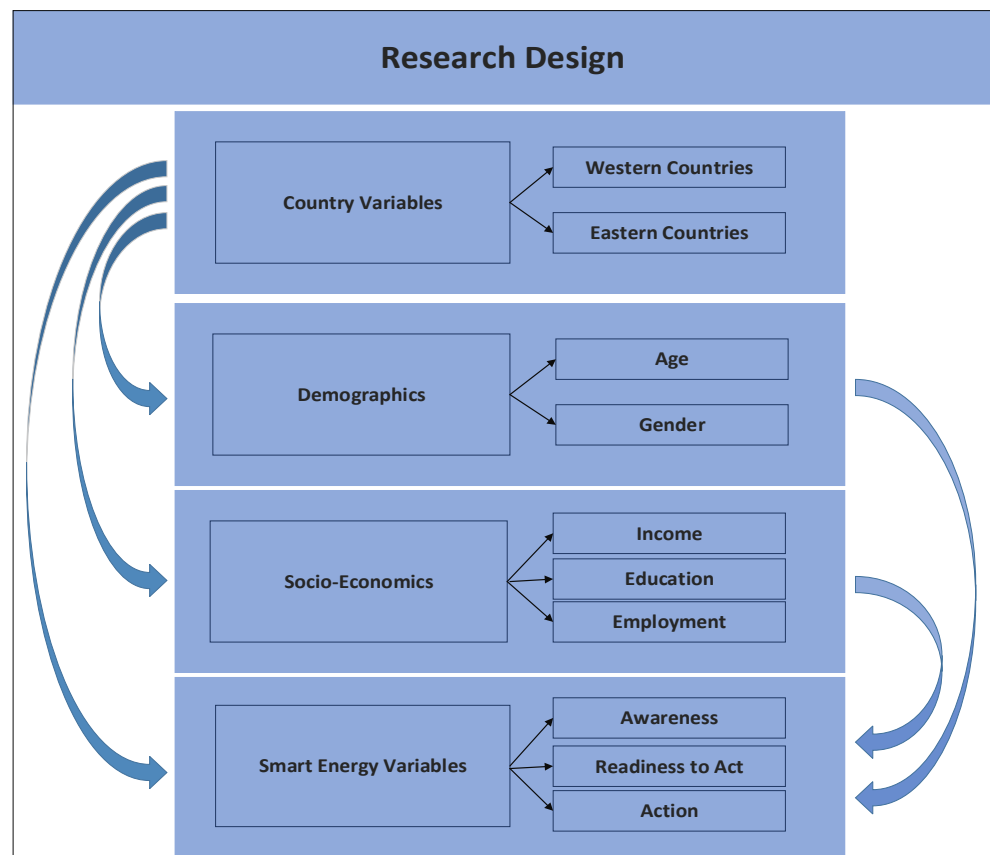 Research Design
Country Variables
Western Countries
Eastern Countries
Demographics
Age
Gender
Socio-Economics
Income
Education
Employment
Smart Energy Variables
Awareness
Readiness to Act
Action